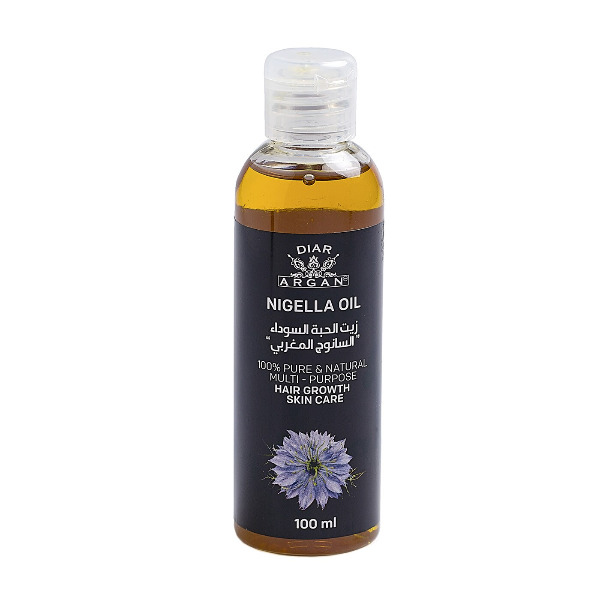 DIAR
ARGAN
NIGELLA OIL
زيت الحبة السوداء
"السانوج المغربي"
100% PURE & NATURAL
MULTI - PURPOSE
HAIR GROWTH
SKIN CARE
100 ml